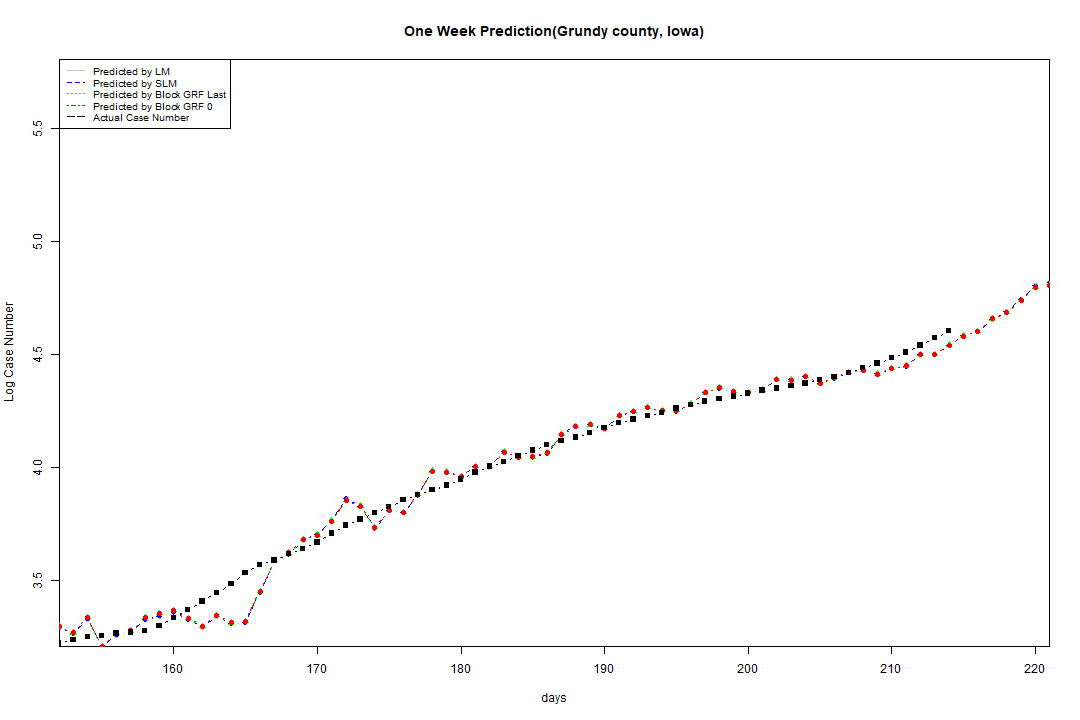 One Week Prediction(Grundy county, Iowa)
Predicted by LM
Predicted by SLM
Predicted by Block GRF Last
Predicted by Block GRF 0
Actual Case Number
5.5
5.0
4.5
4.0
3.5
Log Case Number
160 170 180 190 200 210 220
days